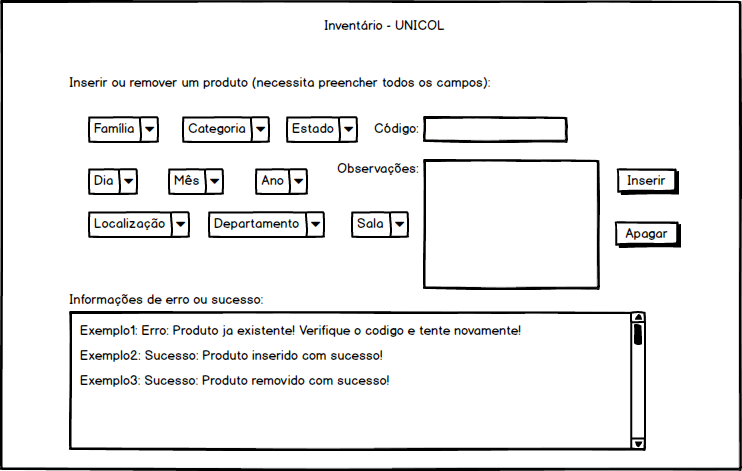 Inventário - UNICOL
Inserir ou remover um produto (necessita preencher todos os campos):
Família Categoria Estado Código:
Observações:
Dia Mês Ano Inserir
Localização Departamento Sala
Apagar
Informações de erro ou sucesso:
Exemplo1: Erro: Produto ja existente! Verifique o codigo e tente novamente!
Exemplo2: Sucesso: Produto inserido com sucesso!
Exemplo3: Sucesso: Produto removido com sucesso!